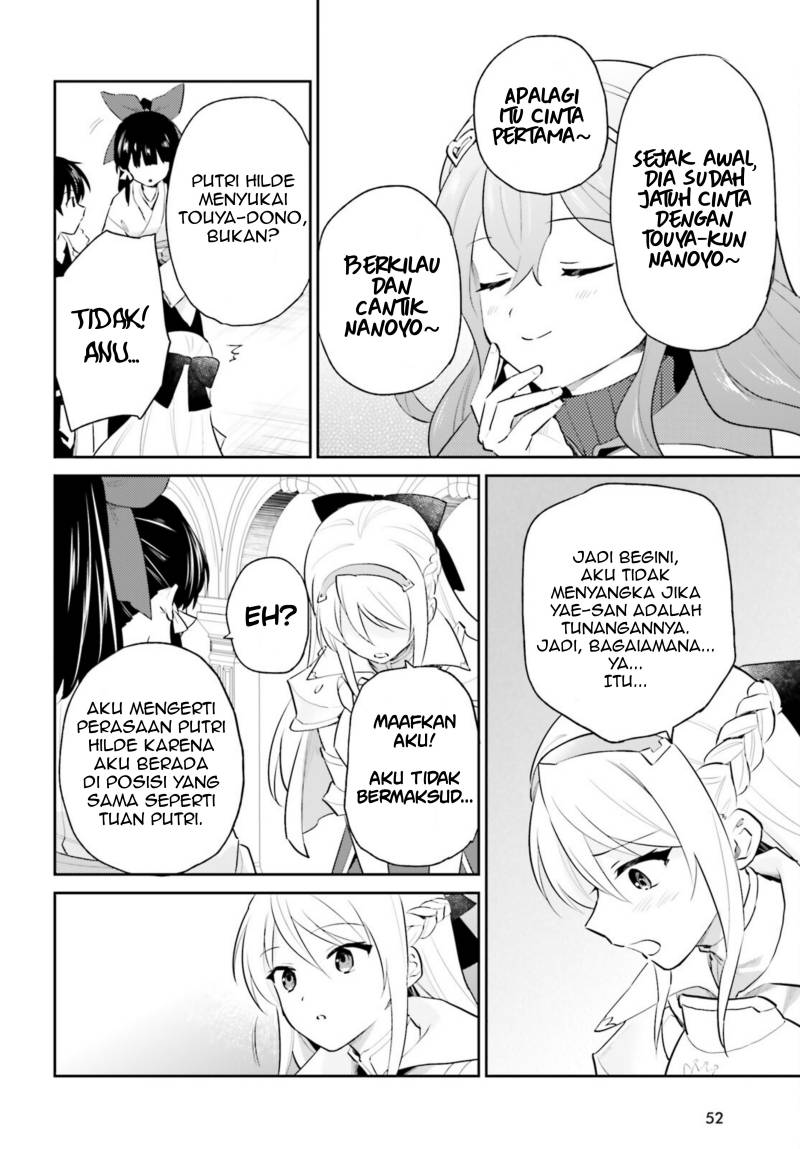 SEJAK AWAL,
DIA SUDAH
JATUH CINTA
DENGAN
TOUYA-KUN
NANOYO~
APALAGI
ITU CINTA
PERTAMA~
BERKILAU
DAN
CANTIK
NANOYO~
PUTRI HILDE
MENYUKAI
TOUYA-DONO,
BUKAN?
TIDAK!
ANU...
JADI BEGINI,
AKU TIDAK
MENYANGKA JIKA
YAE-SAN ADALAH
TUNANGANNYA.
JADI, BAGAIAMANA...
YA...
ITU...
MAAFKAN
AKU!
AKU TIDAK
BERMAKSUD...
EH?
AKU MENGERTI
PERASAAN PUTRI
HILDE KARENA
AKU BERADA
DI POSISI YANG
SAMA SEPERTI
TUAN PUTRI.
52